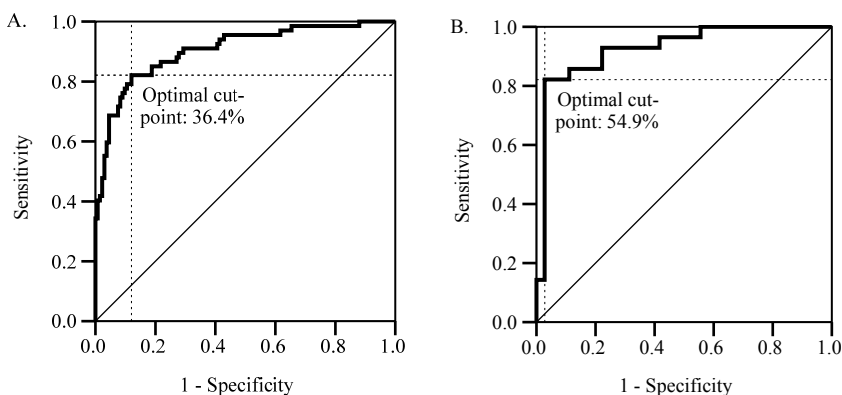 A.
1.0
0.8
0.6
0.4
0.2
0.0
Sensitivity
Optimal cut-
point: 36.4%
0.0 0.2 0.4 0.6 0.8 1.0
1 - Specificity
B.
1.0
0.8
0.6
0.4
0.2
0.0
Sensitivity
Optimal cut-
point: 54.9%
0.0 0.2 0.4 0.6 0.8 1.0
1 - Specificity